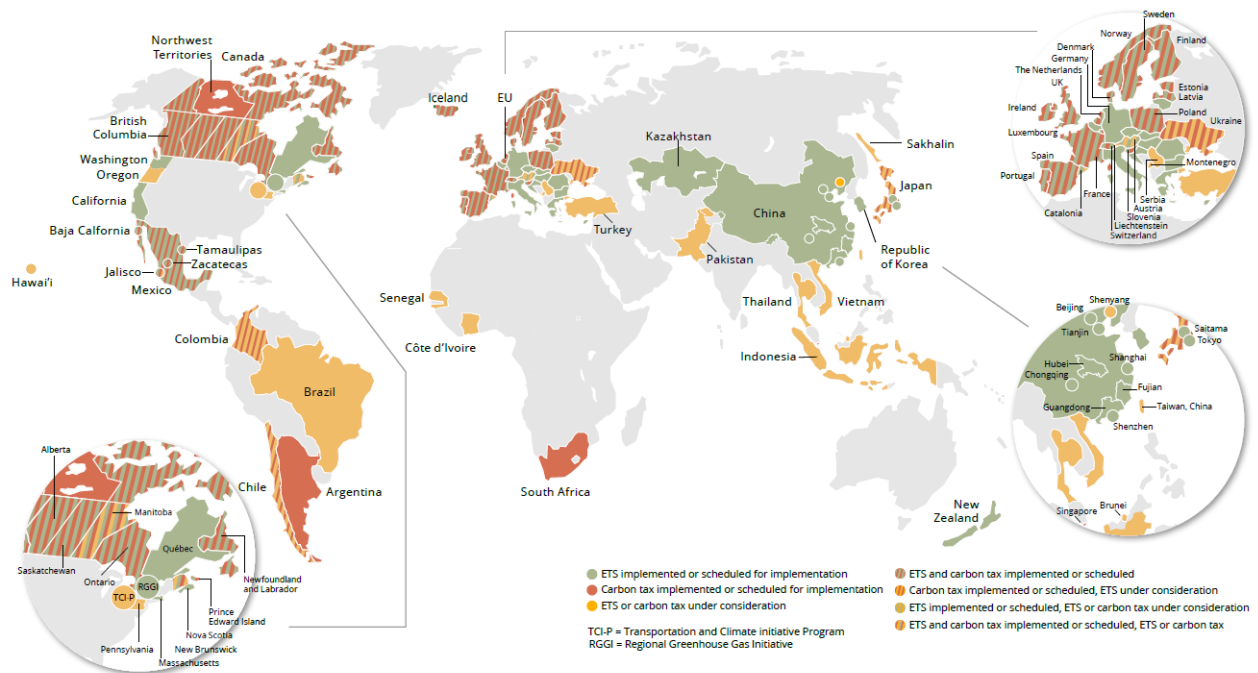 Northwest
Territories
Canada
British
Columbia
Washington
Oregon
California
Baja Calfornia
Tamaulipas
Zacatecas
Jalisco
Mexico
Hawai'i
Colombia
Brazil
Chile
Argentina
Iceland
EU
Kazakhstan
Sakhalin
Japan
China
Turkey
Pakistan
Republic
of Korea
Senegal
Côte d'Ivoire
Thailand
Vietnam
Indonesia
South Africa
New
Zealand
Sweden
Norway
Finland
Denmark
Germany
The Netherlands
UK
Estonia
Latvia
Ireland
Poland
Ukraine
Luxembourg
Spain
Montenegro
Portugal
France
Serbia
Catalonia
Austria
Slovenia
Liechtenstein
Switzerland
Shenyang
Beijing
Tianjin
Saitama
Tokyo
Hubei
Shanghai
Chongqing
Fujian
Guangdong
Taiwan, China
Shenzhen
Brunei
Singapore
Alberta
Manitoba
Québec
Saskatchewan
Ontario
RGGI
TCI-P
Newfoundland
and Labrador
Prince
Edward Island
Nova Scotia
New Brunswick
Pennsylvania
Massachusetts
ETS implemented or scheduled for implementation
Carbon tax implemented or scheduled for implementation
ETS or carbon tax under consideration
TCI-P = Transportation and Climate initiative Program
RGGI = Regional Greenhouse Gas Initiative
ETS and carbon tax implemented or scheduled
Carbon tax implemented or scheduled, ETS under consideration
ETS implemented or scheduled, ETS or carbon tax under consideration
ETS and carbon tax implemented or scheduled, ETS or carbon tax